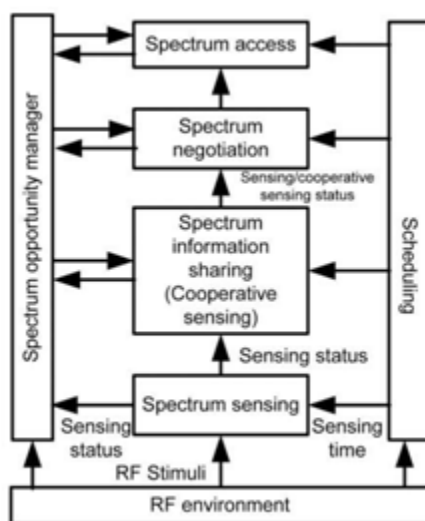 Spectrum opportunity manager
Spectrum access
Spectrum
negotiation
Sensing/cooperative
sensing status
Spectrum
information
sharing
(Cooperative
sensing)
Scheduling
Sensing status
Spectrum sensing
Sensing
status
Sensing
time
RF Stimuli
RF environment